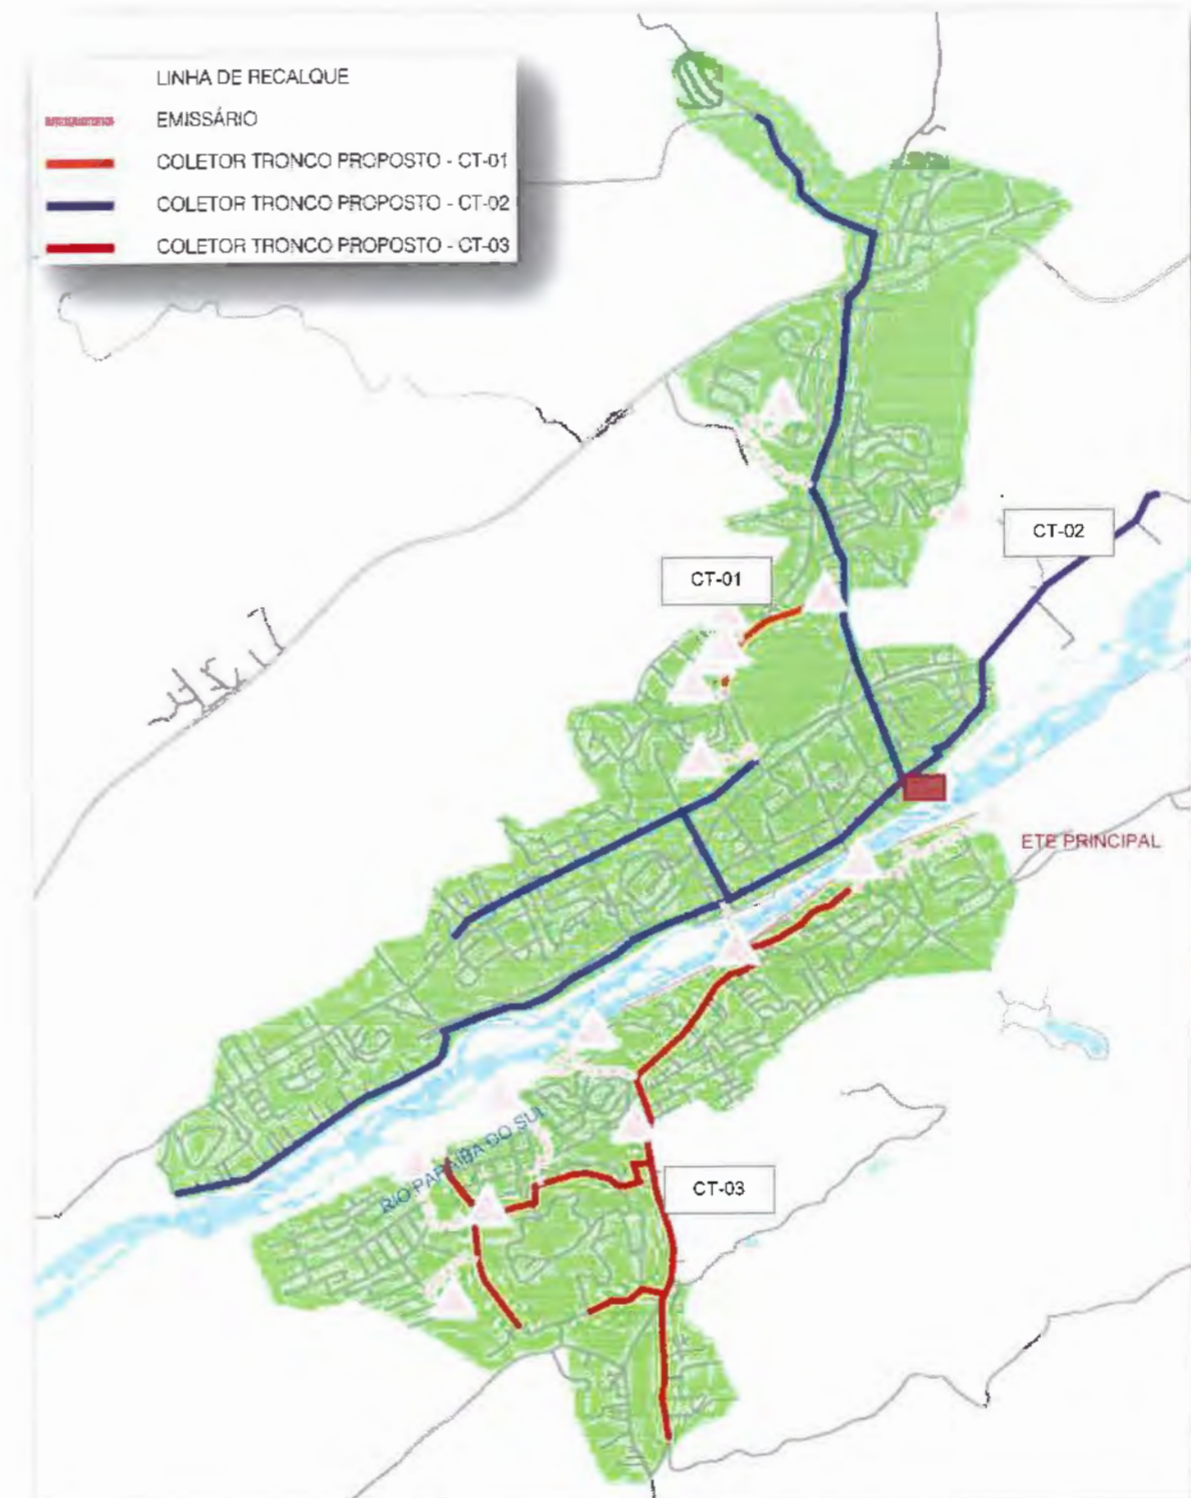 LINHA DE RECALQUE
EMISSÁRIO
COLETOR TRONCO PROPOSTO - CT-01
COLETOR TRONCO PROPOSTO - CT-02
COLETOR TRONCO PROPOSTO - CT-03
CT-02
CT-01
ETE PRINCIPAL
RIO PARAIBA DO SUL
CT-03